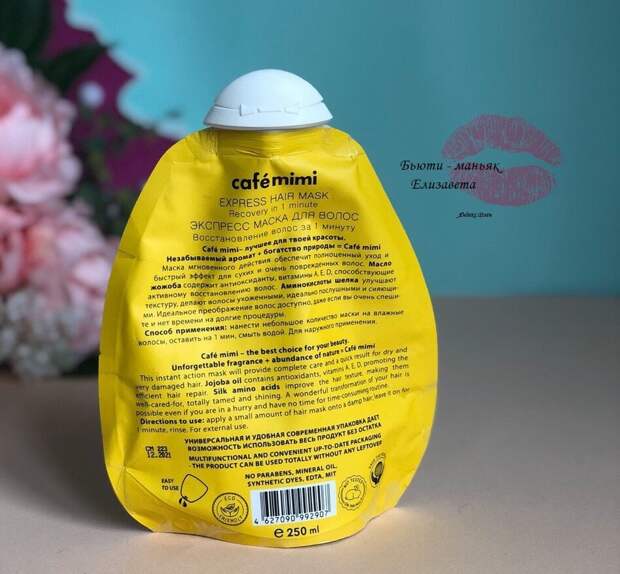 cafémimi
EXPRESS HAIR MASK
Recovery in 1 minute
ЭКСПРЕСС МАСКА ДЛЯ ВОЛОС
Восстановление волос за 1 минуту
Café mimi– лучшее для твоей красоты.
Незабываемый аромат + богатство природы = Café mimi
Маска мгновенного действия обеспечит полноценный уход и
быстрый эффект для сухих и очень поврежденных волос. Масло
жожоба содержит антиоксиданты, витамины A, E, D, способствующие
активному восстановлению волос. Аминокислоты шелка улучшают
текстуру, делают волосы ухоженными, идеально послушными и сияющи-
ми. Идеальное преображение волос доступно, даже если вы очень спеши-
те и нет времени на долгие процедуры.
Способ применения: нанести небольшое количество маски на влажные
волосы, оставить на 1 мин, смыть водой. Для наружного применения.
Café mimi – the best choice for your beauty.
Unforgettable fragrance + abundance of nature = Café mimi
This instant action mask will provide complete care and a quick result for dry and
very damaged hair. Jojoba oil contains antioxidants, vitamins A, E, D, promoting the
efficient hair repair. Silk amino acids improve the hair texture, making them
well-cared-for, totally tamed and shining. A wonderful transformation of your hair is
possible even if you are in a hurry and have no time for time-consuming routine.
Directions to use: apply a small amount of hair mask onto a damp hair, leave it on for
1 minute, rinse. For external use.
УНИВЕРСАЛЬНАЯ И УДОБНАЯ СОВРЕМЕННАЯ УПАКОВКА ДАЕТ
ВОЗМОЖНОСТЬ ИСПОЛЬЗОВАТЬ ВЕСЬ ПРОДУКТ БЕЗ ОСТАТКА
MULTIFUNCTIONAL AND CONVENIENT UP-TO-DATE PACKAGING
- THE PRODUCT CAN BE USED TOTALLY WITHOUT ANY LEFTOVER
СМ 323
12.2021
NO PARABENS, MINERAL OIL,
SYNTHETIC DYES, EDTA, MIT
EASY
TO USE
ECO
FRIENDLY
4 627090 992907
e 250 ml
Бьюти - маньяк
Елизавета
Яндекс Дзен